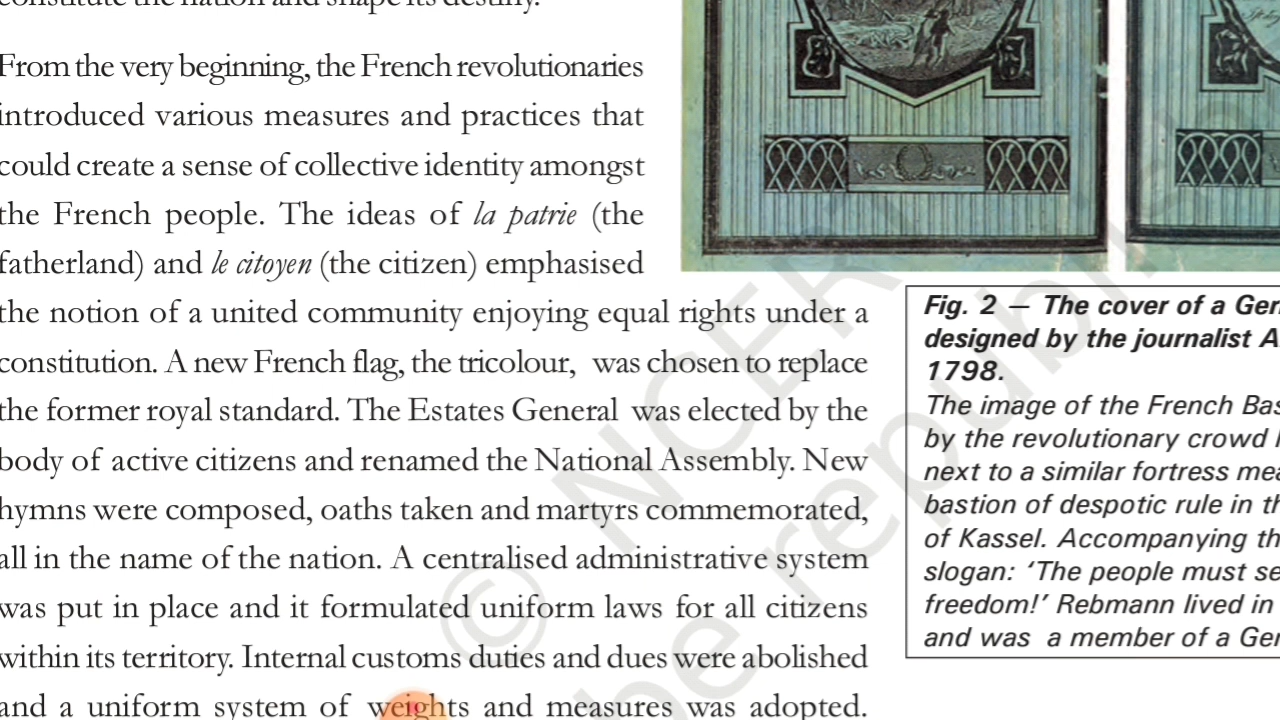 constitute the nation and shape its destiny.
From the very beginning, the French revolutionaries
introduced various measures and practices that
could create a sense of collective identity amongst
the French people. The ideas of la patrie (the
fatherland) and le citoyen (the citizen) emphasised
the notion of a united community enjoying equal rights under a
constitution. A new French flag, the tricolour, was chosen to replace
the former royal standard. The Estates General was elected by the
body of active citizens and renamed the National Assembly. New
hymns were composed, oaths taken and martyrs commemorated,
all in the name of the nation. A centralised administrative system
was put in place and it formulated uniform laws for all citizens
within its territory. Internal customs duties and dues were abolished
and a uniform system of weights and measures was adopted.
Fig. 2 — The cover of a Ger
designed by the journalist A
1798.
The image of the French Bas
by the revolutionary crowd
next to a similar fortress mea
bastion of despotic rule in th
of Kassel. Accompanying th
slogan: ‘The people must se
freedom!’ Rebmann lived in
and was a member of a Ger
© NCERT
be republis